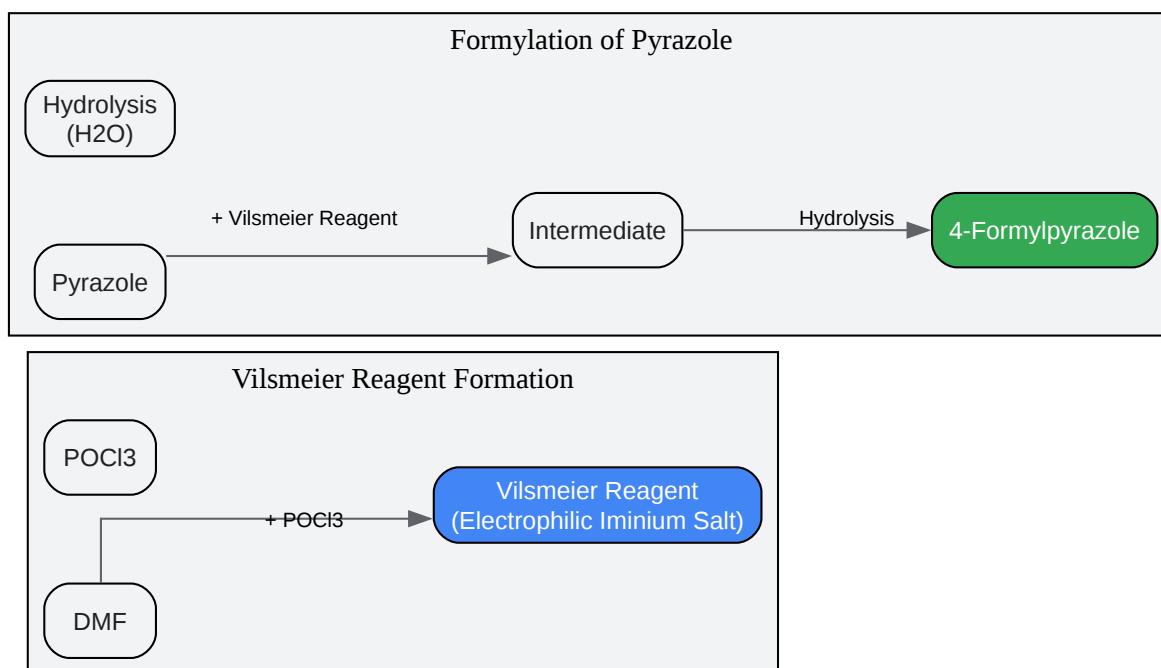 Formylation of Pyrazole
Hydrolysis
(H2O)
+ Vilsmeier Reagent
Intermediate
Hydrolysis
4-Formylpyrazole
Pyrazole
Vilsmeier Reagent Formation
POCl3
Vilsmeier Reagent
(Electrophilic Iminium Salt)
+ POCl3
DMF